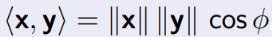 ⟨x, y⟩ = ‖x‖ ‖y‖ cos ϕ